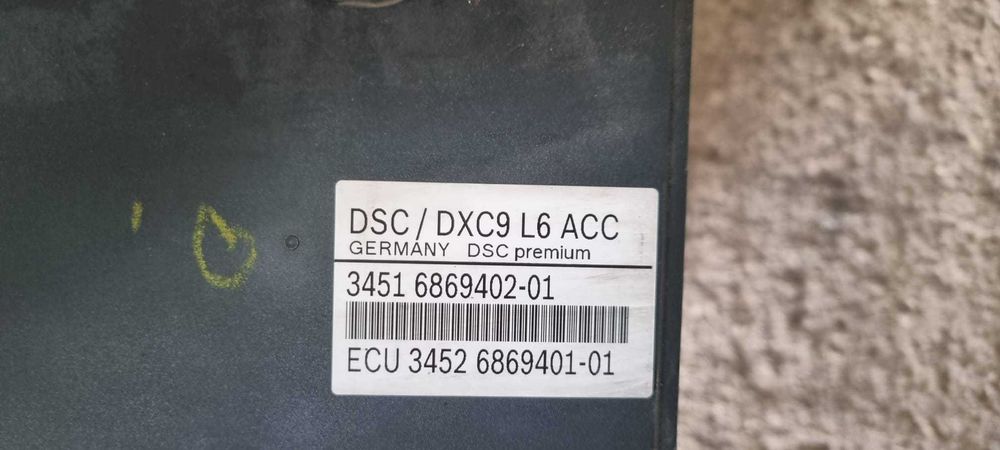 DSC / DXC9 L6 ACC
GERMANY DSC premium
3451 6869402-01
ECU 3452 6869401-01